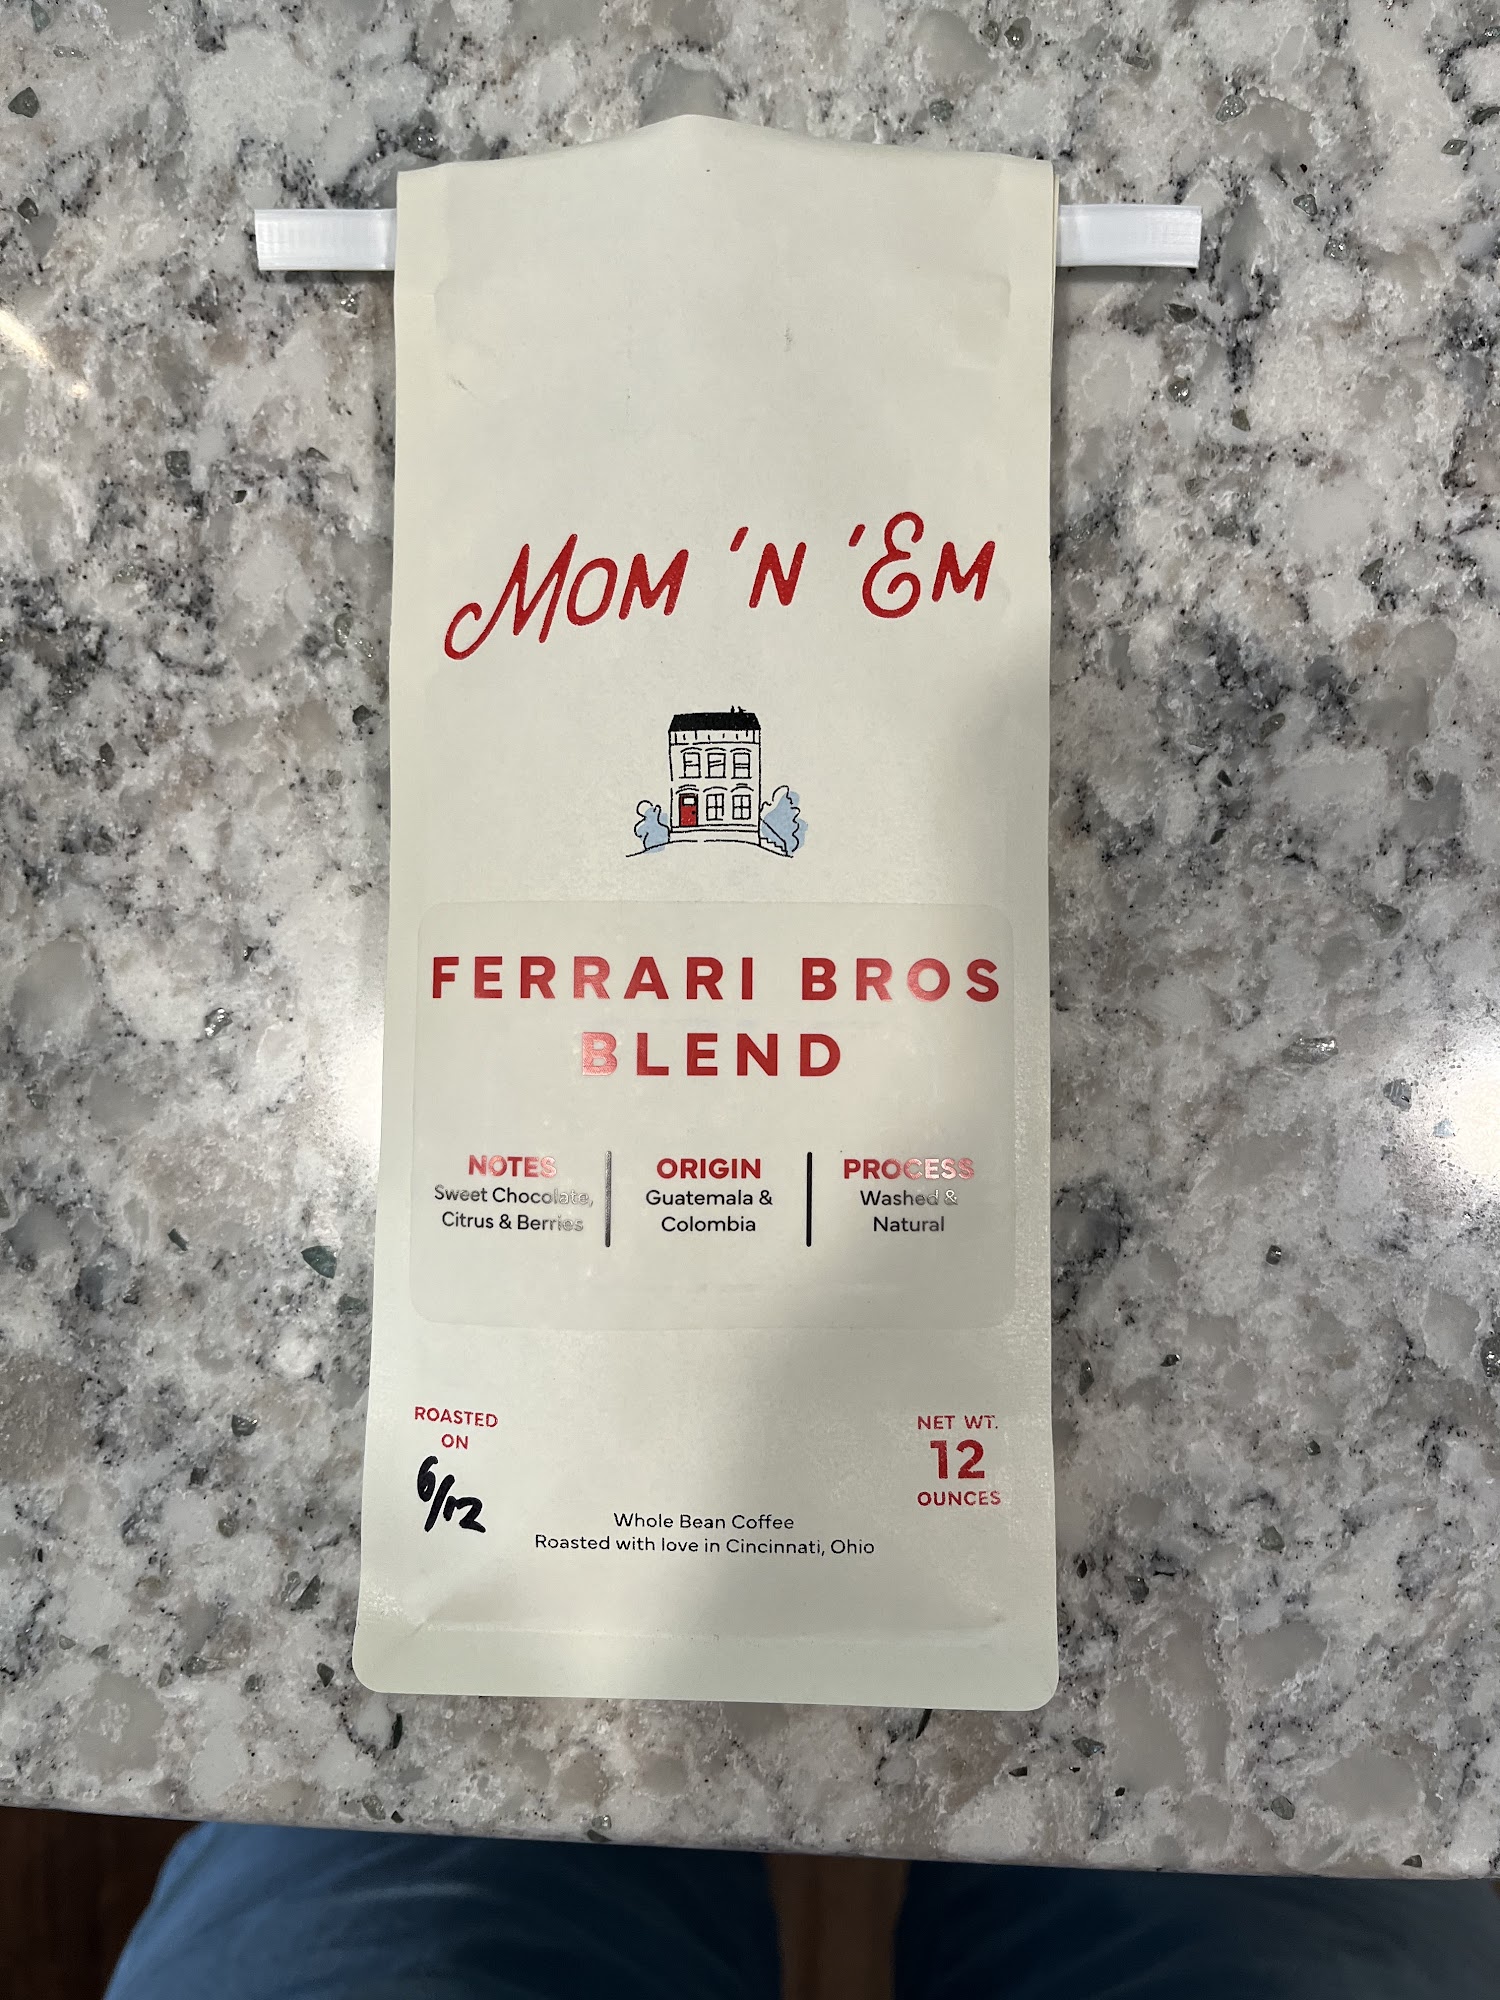 MOM 'N 'EM
FERRARI BROS
BLEND
NOTES
Sweet Chocolate,
Citrus & Berries
ORIGIN
Guatemala &
Colombia
PROCESS
Washed &
Natural
ROASTED
ON
6/12
NET WT.
12
OUNCES
Whole Bean Coffee
Roasted with love in Cincinnati, Ohio